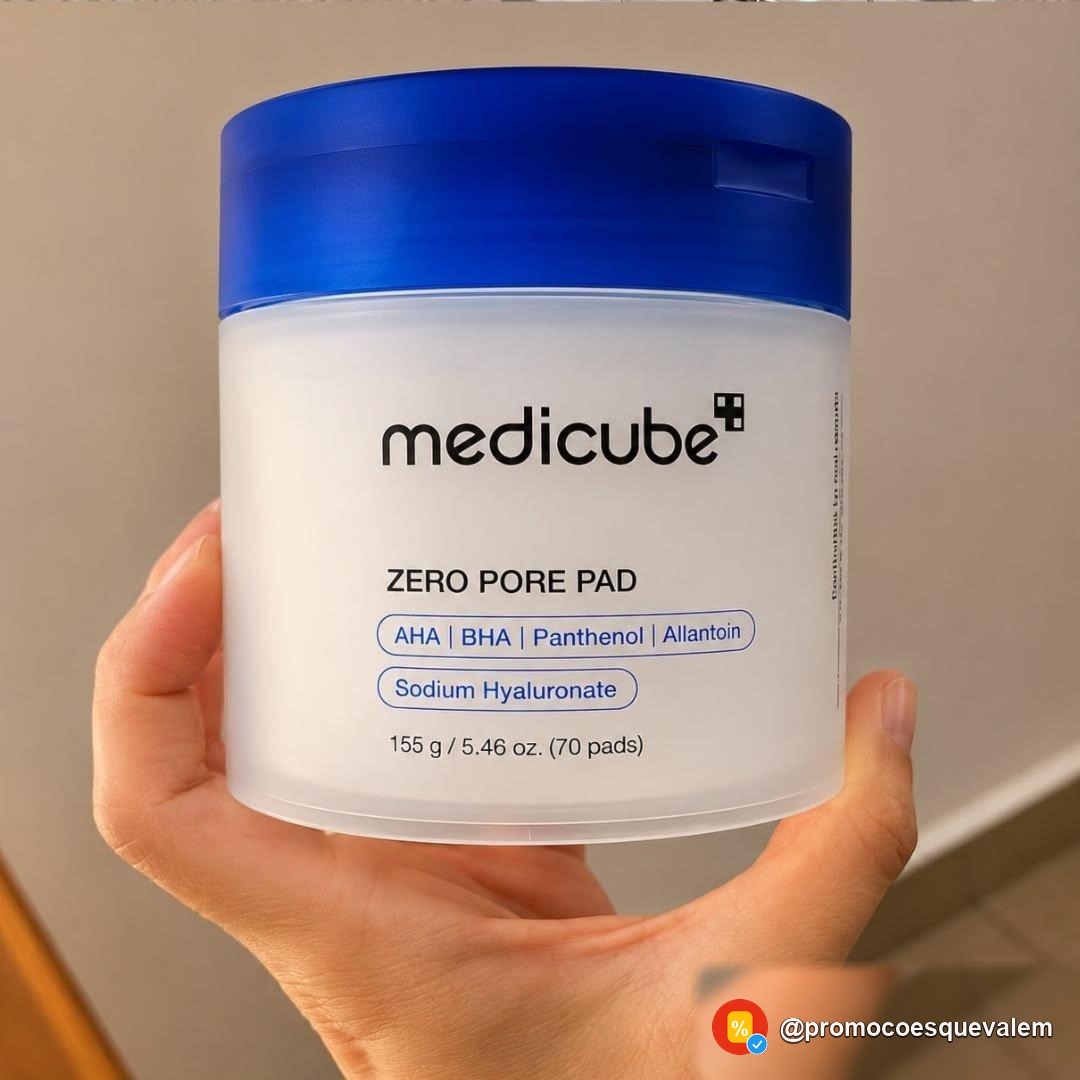 medicube
ZERO PORE PAD
AHA | BHA | Panthenol | Allantoin
Sodium Hyaluronate
155 g / 5.46 oz. (70 pads)
%
@promocoesquevalem